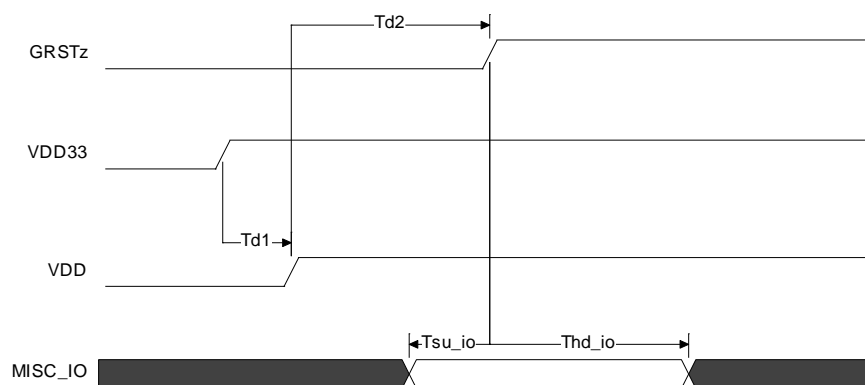 Td2
GRSTz
VDD33
Td1
VDD
Tsu_io
Thd_io
MISC_IO